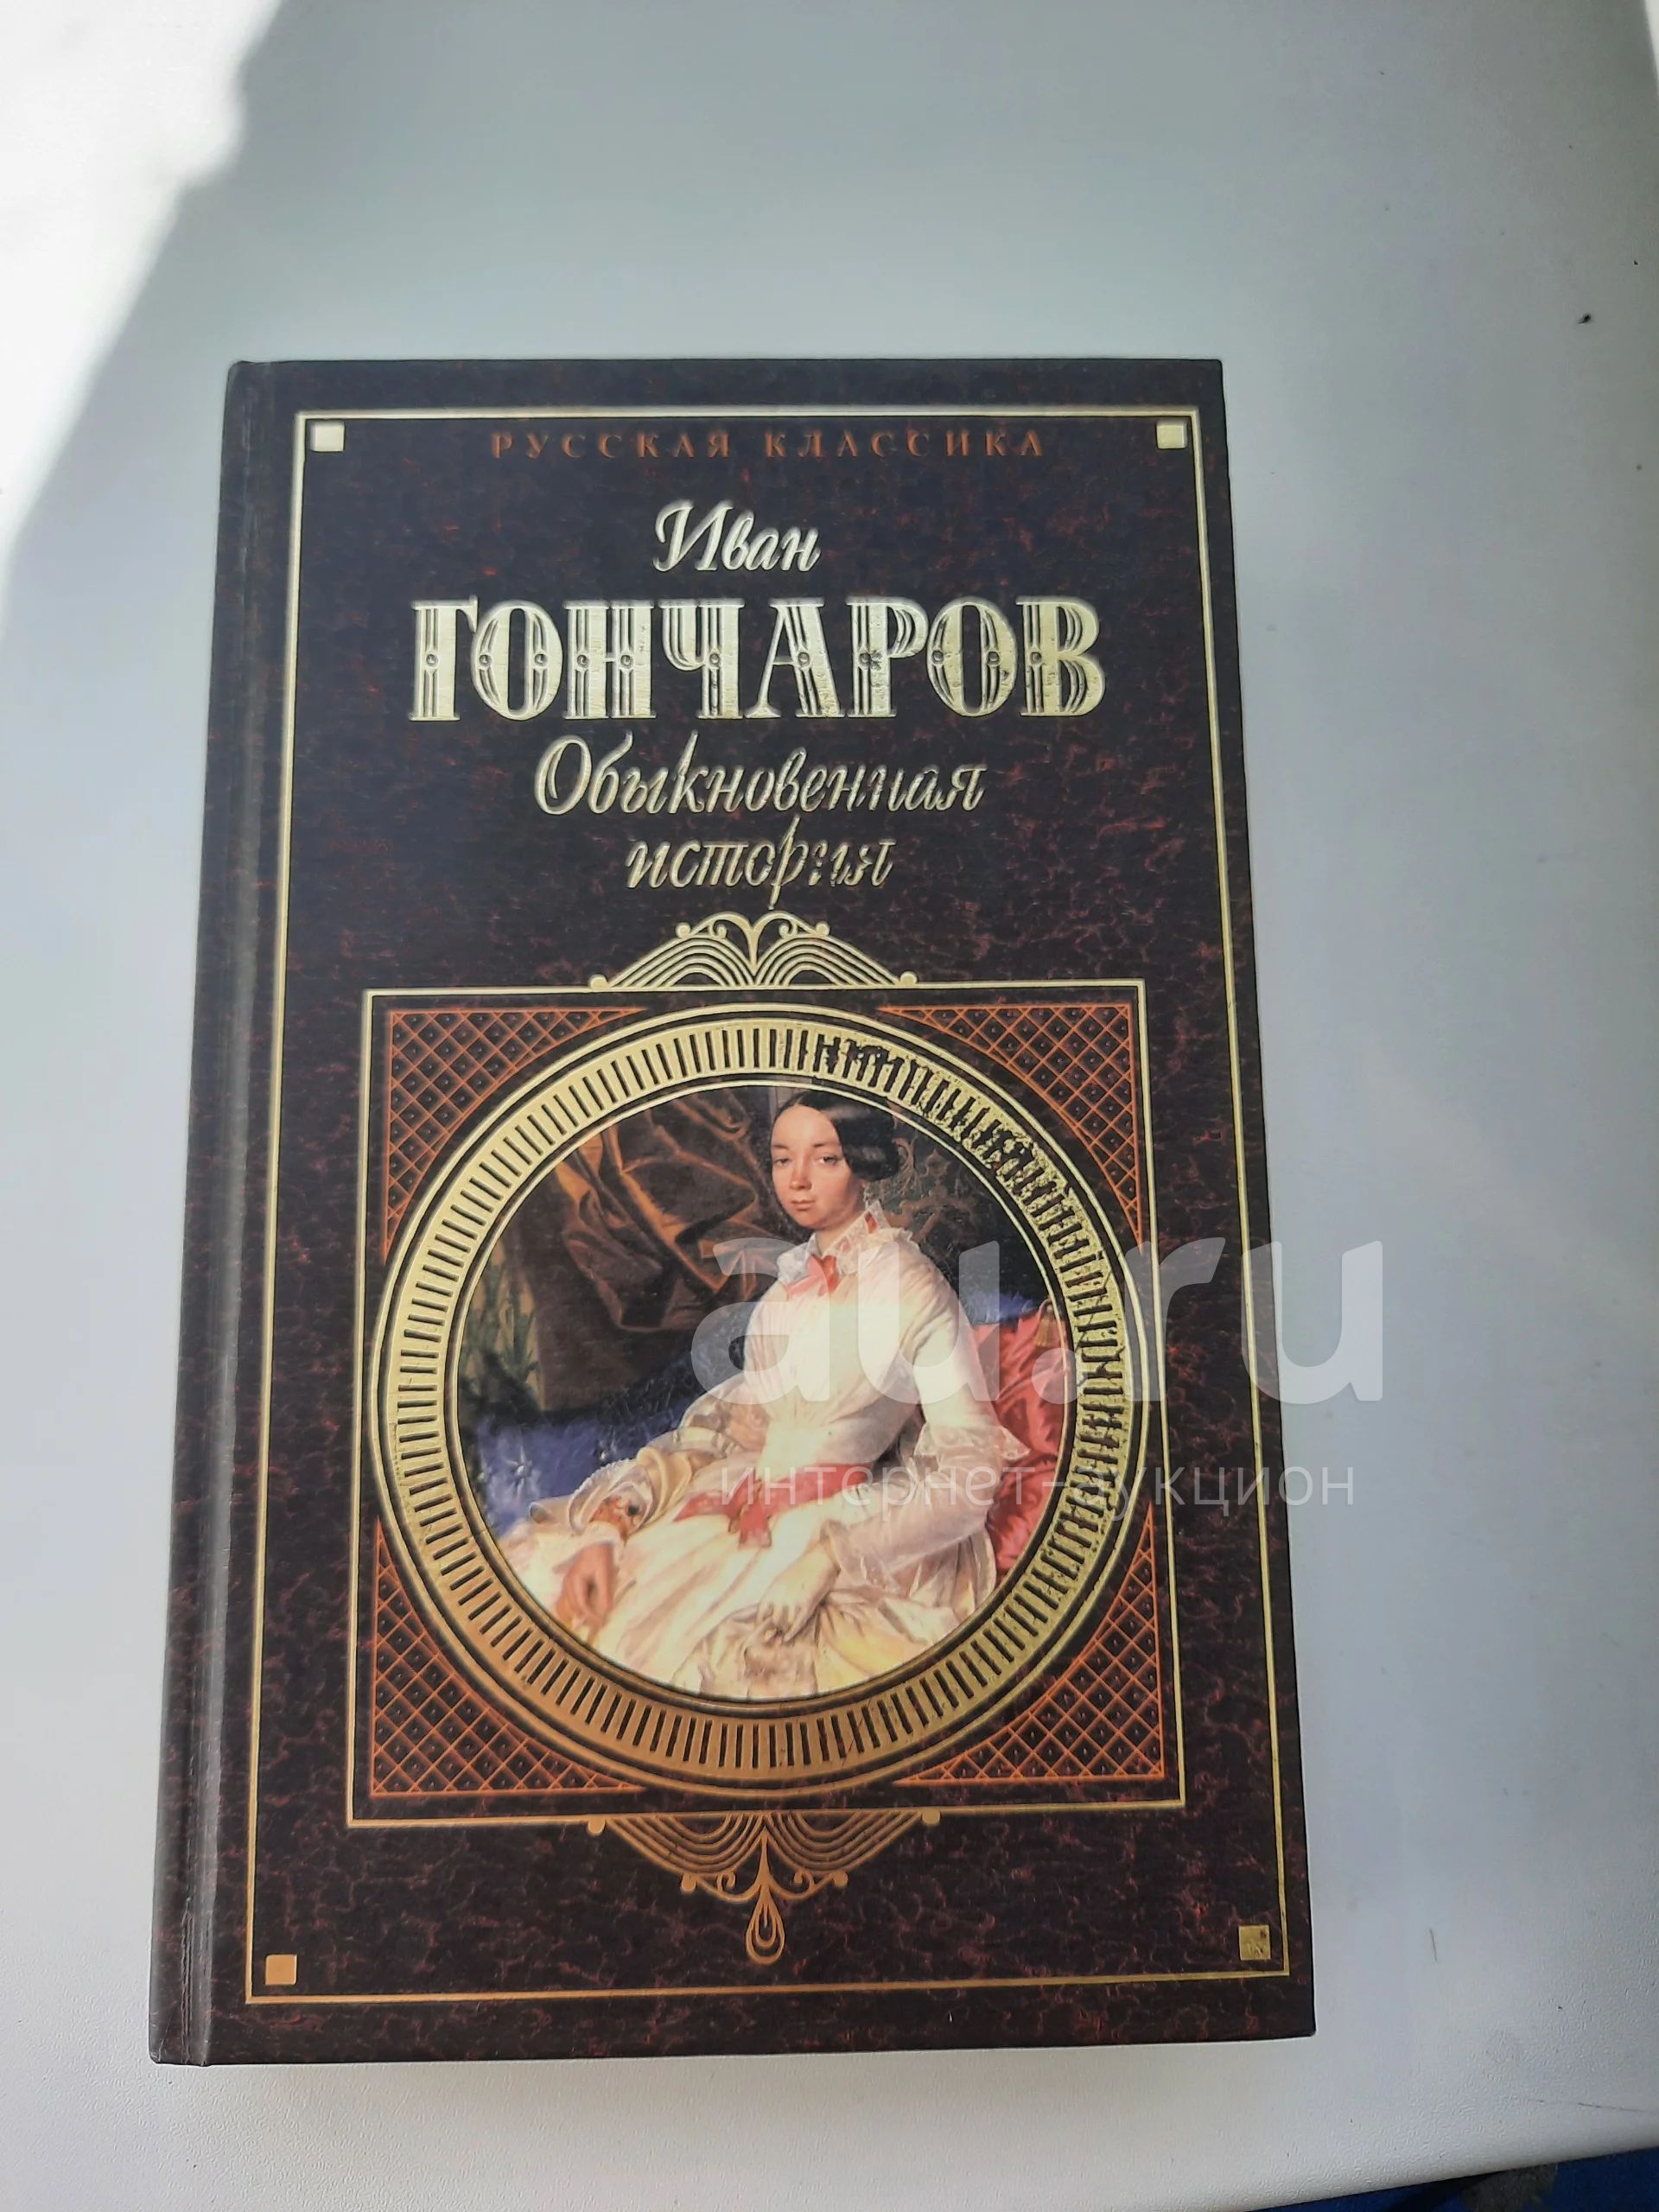 РУССКАЯ КЛАССИКА
Иван
ГОНЧАРОВ
Обыкновенная
история
au.ru
интернет-аукцион